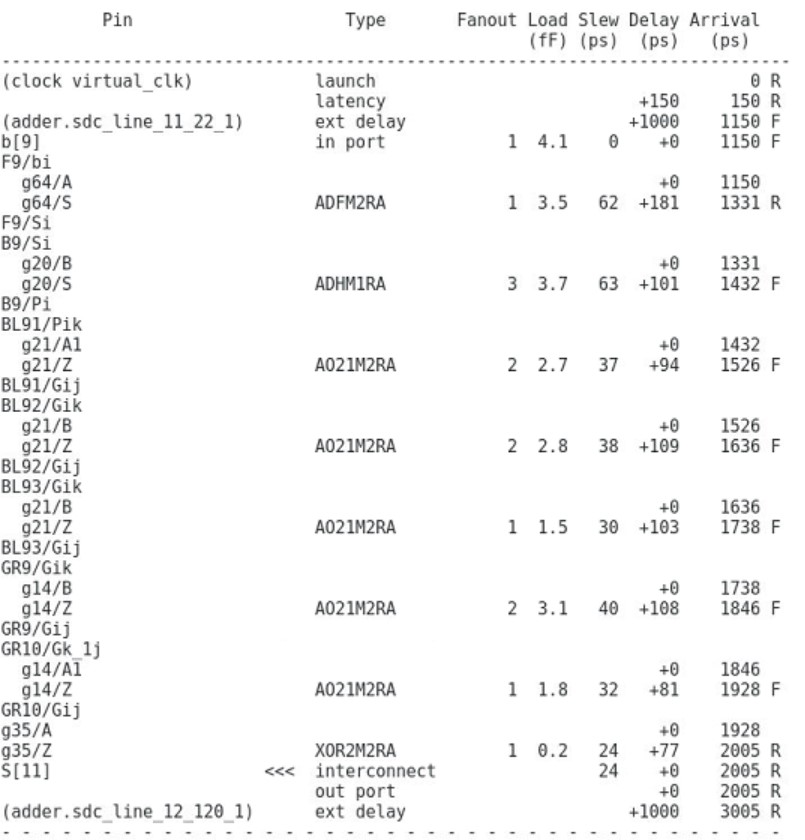 Pin Type Fanout Load Slew Delay Arrival
(fF) (ps) (ps) (ps)
--------------------------------------------------------------------------------
(clock virtual_clk) launch 0 R
latency +150 150 R
(adder.sdc_line_11_22_1) ext delay +1000 1150 F
b[9] in port 1 4.1 0 +0 1150 F
F9/bi
g64/A +0 1150
g64/S ADFM2RA 1 3.5 62 +181 1331 R
F9/Si
B9/Si
g20/B +0 1331
g20/S ADHM1RA 3 3.7 63 +101 1432 F
B9/Pi
BL91/Pik
g21/A1 +0 1432
g21/Z AO21M2RA 2 2.7 37 +94 1526 F
BL91/Gij
BL92/Gik
g21/B +0 1526
g21/Z AO21M2RA 2 2.8 38 +109 1636 F
BL92/Gij
BL93/Gik
g21/B +0 1636
g21/Z AO21M2RA 1 1.5 30 +103 1738 F
BL93/Gij
GR9/Gik
g14/B +0 1738
g14/Z AO21M2RA 2 3.1 40 +108 1846 F
GR9/Gij
GR10/Gk_1j
g14/A1 +0 1846
g14/Z AO21M2RA 1 1.8 32 +81 1928 F
GR10/Gij
g35/A +0 1928
g35/Z XOR2M2RA 1 0.2 24 +77 2005 R
S[11] <<< interconnect 24 +0 2005 R
out port +0 2005 R
(adder.sdc_line_12_120_1) ext delay +1000 3005 R
- - - - - - - - - - - - - - - - - - - - - - - - - - - - - - - - - - - - - - - -